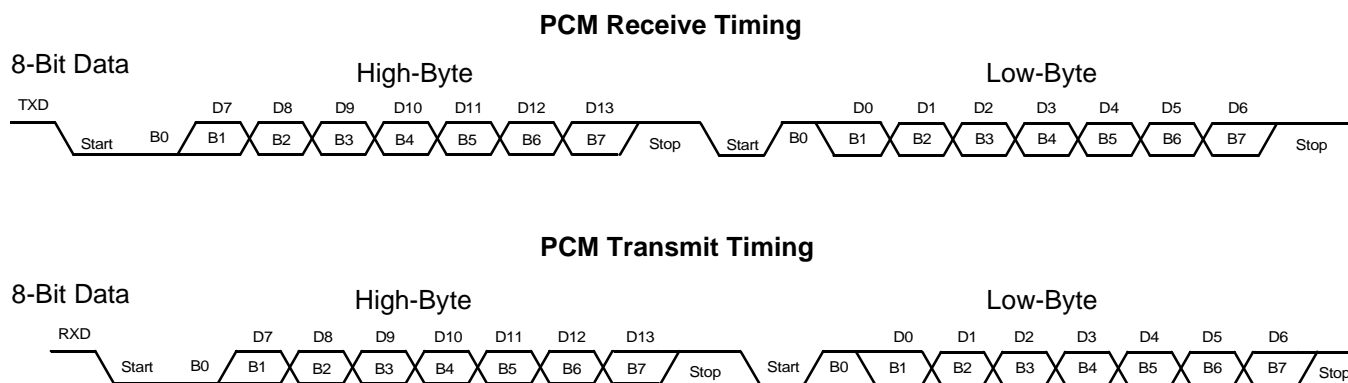 PCM Receive Timing
8-Bit Data
High-Byte
Low-Byte
TXD
D7 D8 D9 D10 D11 D12 D13
D0 D1 D2 D3 D4 D5 D6
Start B0 B1 B2 B3 B4 B5 B6 B7 Stop Start B0 B1 B2 B3 B4 B5 B6 B7 Stop
PCM Transmit Timing
8-Bit Data
High-Byte
Low-Byte
RXD
D7 D8 D9 D10 D11 D12 D13
D0 D1 D2 D3 D4 D5 D6
Start B0 B1 B2 B3 B4 B5 B6 B7 Stop Start B0 B1 B2 B3 B4 B5 B6 B7 Stop